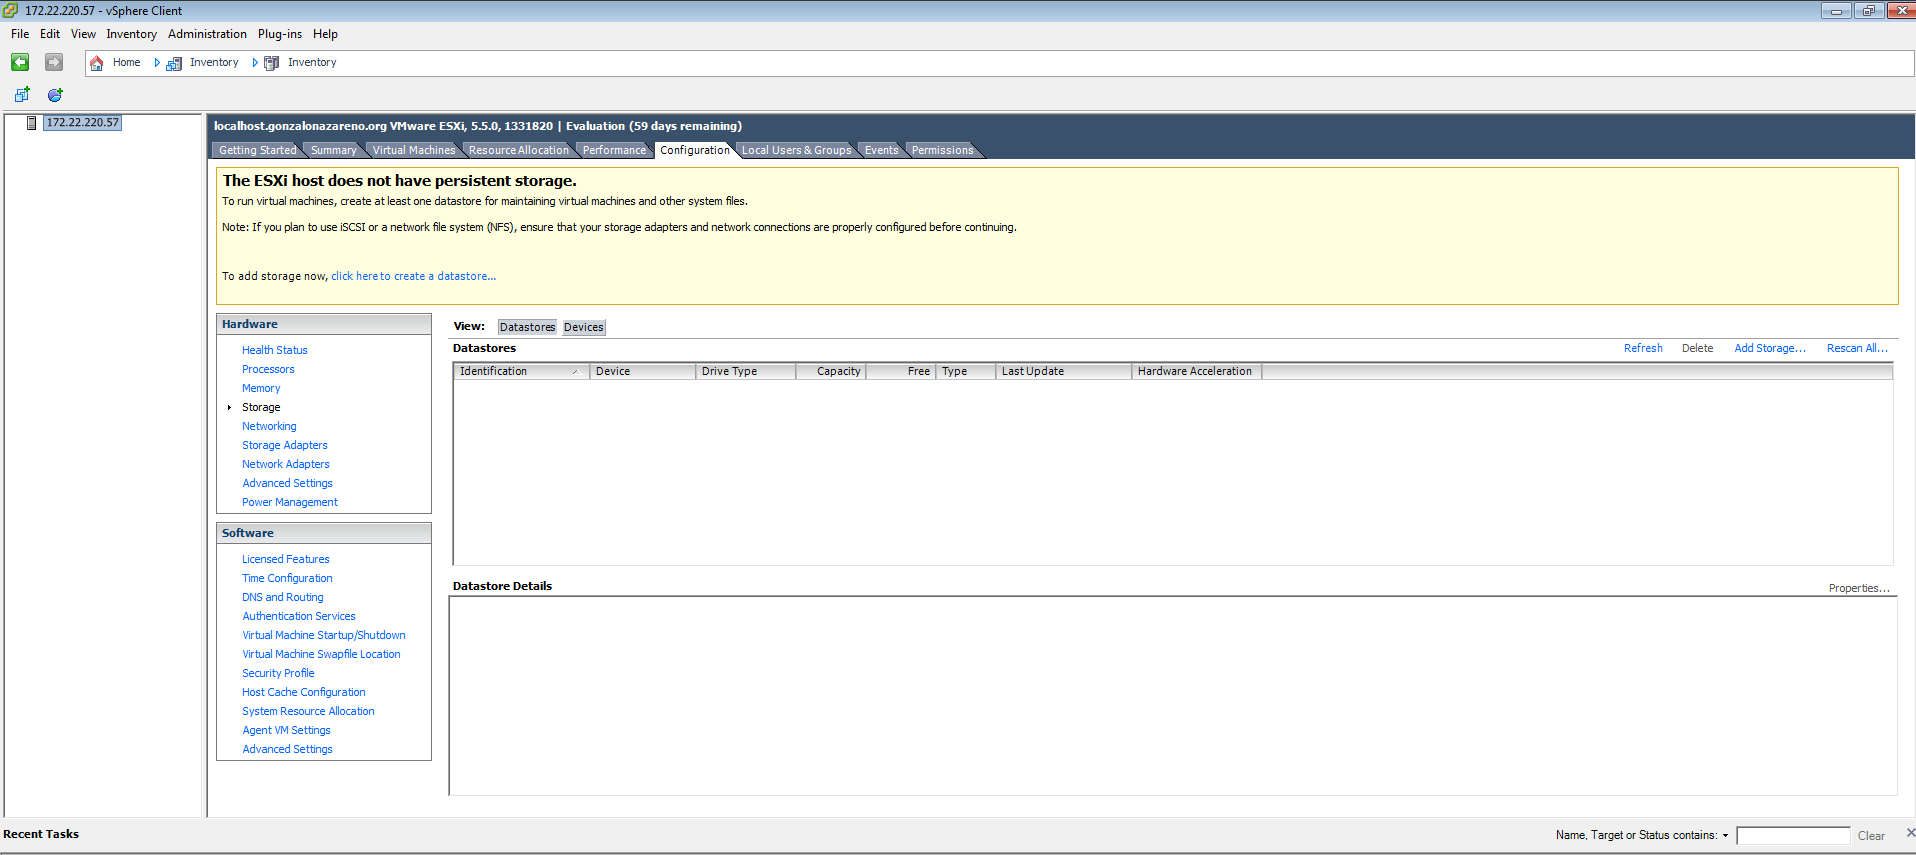 172.22.220.57 - vSphere Client
File Edit View Inventory Administration Plug-ins Help
Home Inventory Inventory
172.22.220.57
localhost.gonzalonazareno.org VMware ESXi, 5.5.0, 1331820 | Evaluation (59 days remaining)
Getting Started Summary Virtual Machines Resource Allocation Performance Configuration Local Users & Groups Events Permissions
The ESXi host does not have persistent storage.
To run virtual machines, create at least one datastore for maintaining virtual machines and other system files.
Note: If you plan to use iSCSI or a network file system (NFS), ensure that your storage adapters and network connections are properly configured before continuing.
To add storage now, click here to create a datastore...
Hardware
Health Status
Processors
Memory
Storage
Networking
Storage Adapters
Network Adapters
Advanced Settings
Power Management
Software
Licensed Features
Time Configuration
DNS and Routing
Authentication Services
Virtual Machine Startup/Shutdown
Virtual Machine Swapfile Location
Security Profile
Host Cache Configuration
System Resource Allocation
Agent VM Settings
Advanced Settings
View: Datastores Devices
Datastores Refresh Delete Add Storage... Rescan All...
Identification Device Drive Type Capacity Free Type Last Update Hardware Acceleration
Datastore Details Properties...
Recent Tasks Name, Target or Status contains: Clear